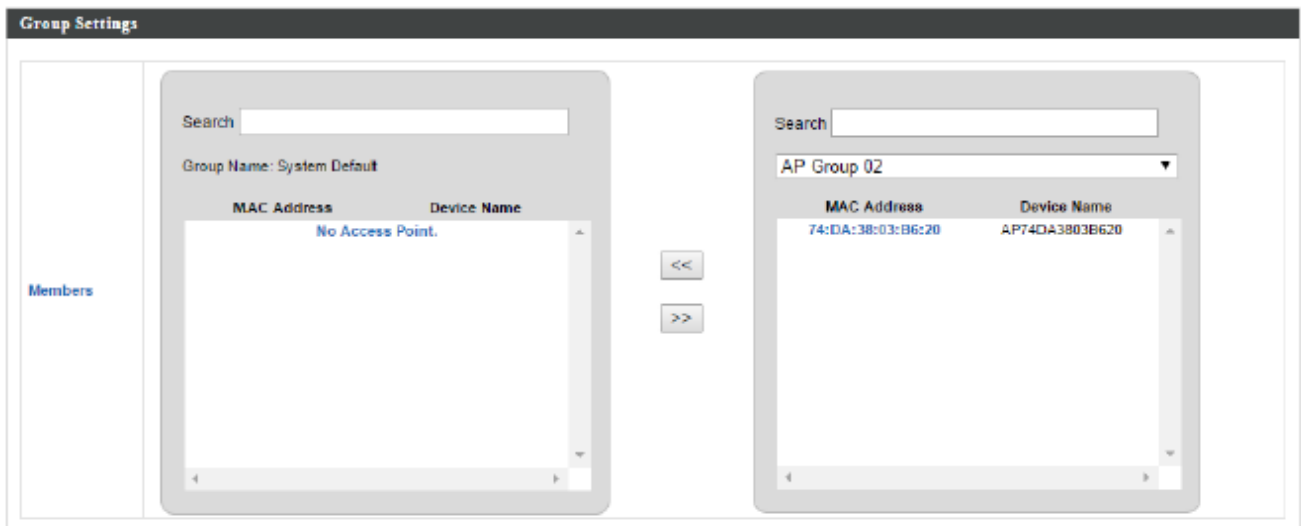 Group Settings
Members
Search
Group Name: System Default
MAC Address Device Name
No Access Point.
<<
>>
Search
AP Group 02
MAC Address Device Name
74:DA:38:03:B6:20 AP74DA3803B620